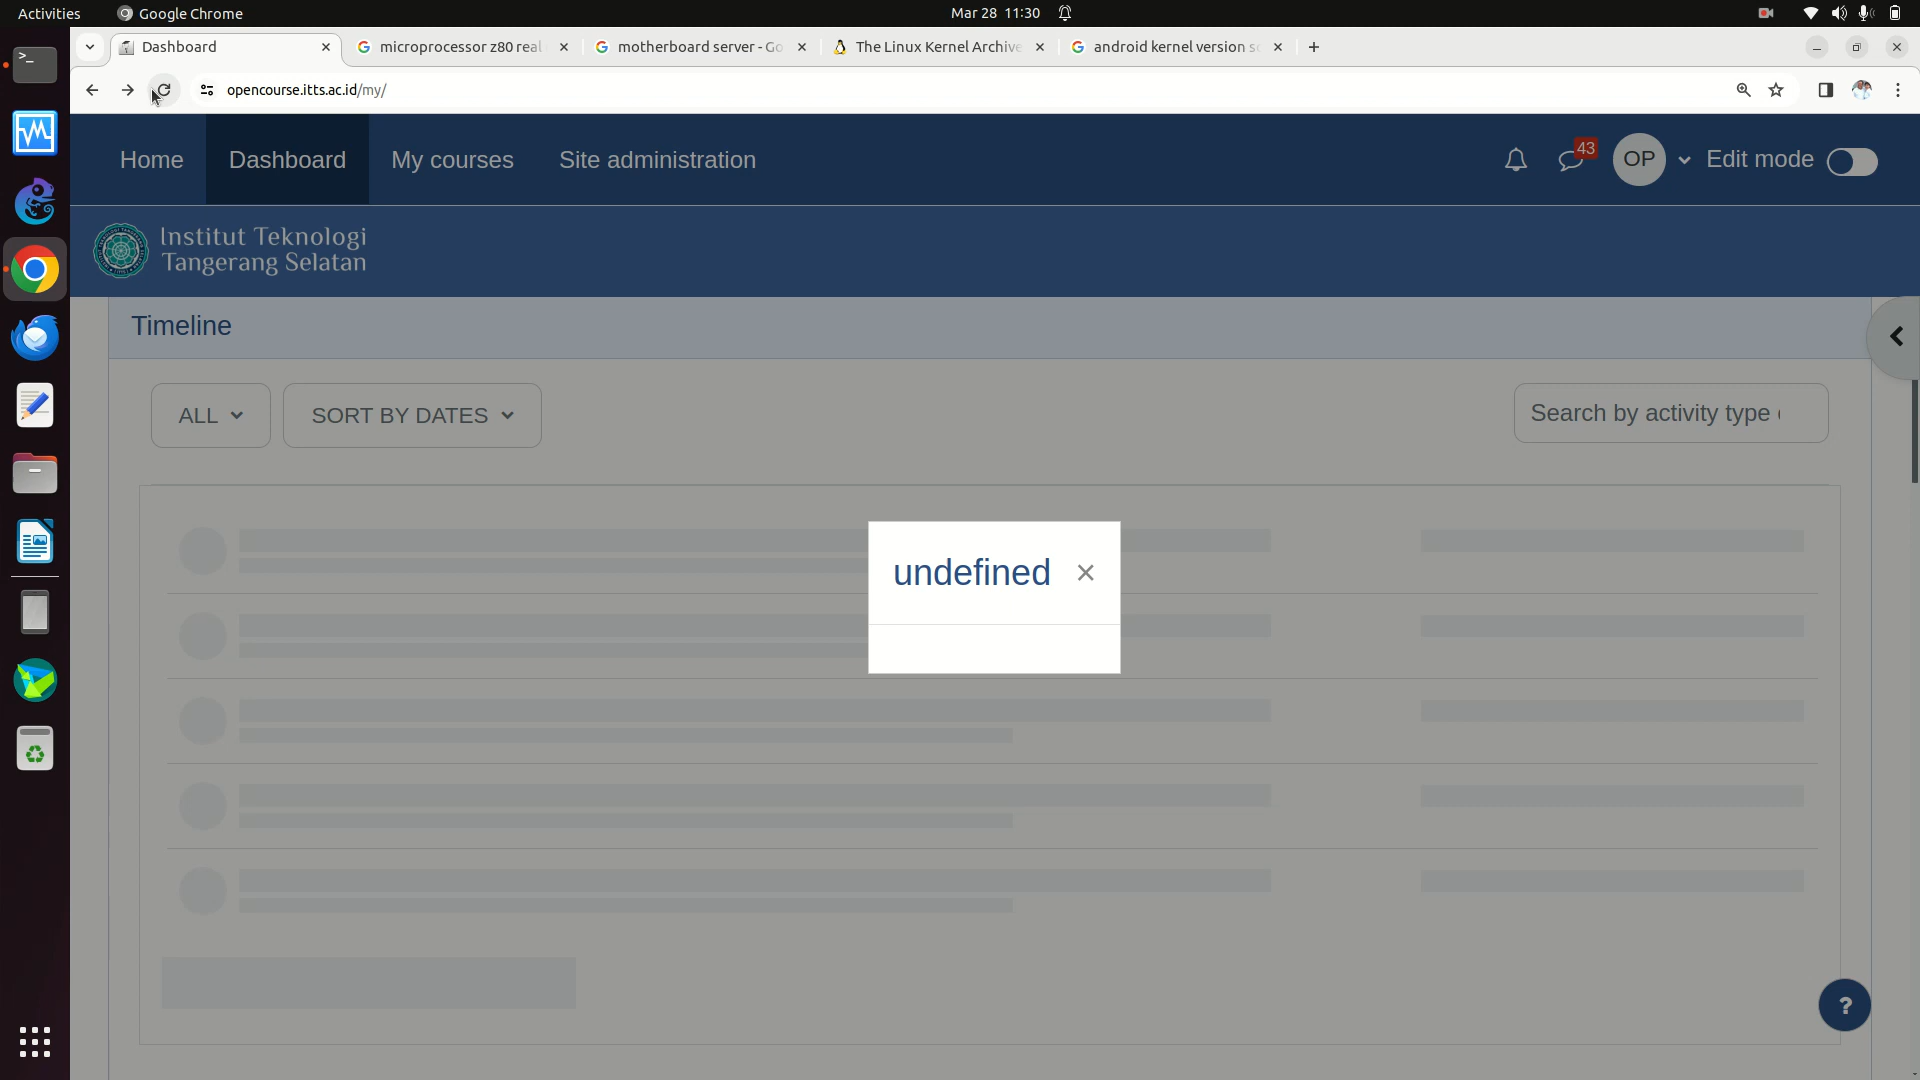 Activities
Google Chrome
Mar 28 11:30
Dashboard
microprocessor z80 real
motherboard server - Go
The Linux Kernel Archive
android kernel version s
opencourse.itts.ac.id/my/
Home
Dashboard
My courses
Site administration
43
OP
Edit mode
Institut Teknologi
Tangerang Selatan
Timeline
ALL
SORT BY DATES
Search by activity type
undefined
?